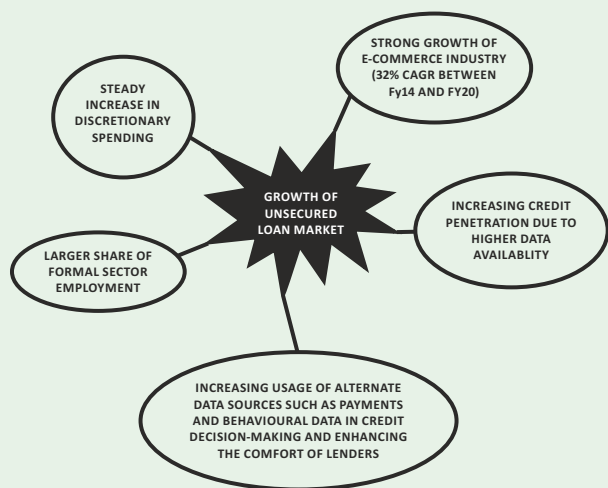 STRONG GROWTH OF
E-COMMERCE INDUSTRY
(32% CAGR BETWEEN
Fy14 AND FY20)
STEADY
INCREASE IN
DISCRETIONARY
SPENDING
GROWTH OF
UNSECURED
LOAN MARKET
INCREASING CREDIT
PENETRATION DUE TO
HIGHER DATA
AVAILABLITY
LARGER SHARE OF
FORMAL SECTOR
EMPLOYMENT
INCREASING USAGE OF ALTERNATE
DATA SOURCES SUCH AS PAYMENTS
AND BEHAVIOURAL DATA IN CREDIT
DECISION-MAKING AND ENHANCING
THE COMFORT OF LENDERS